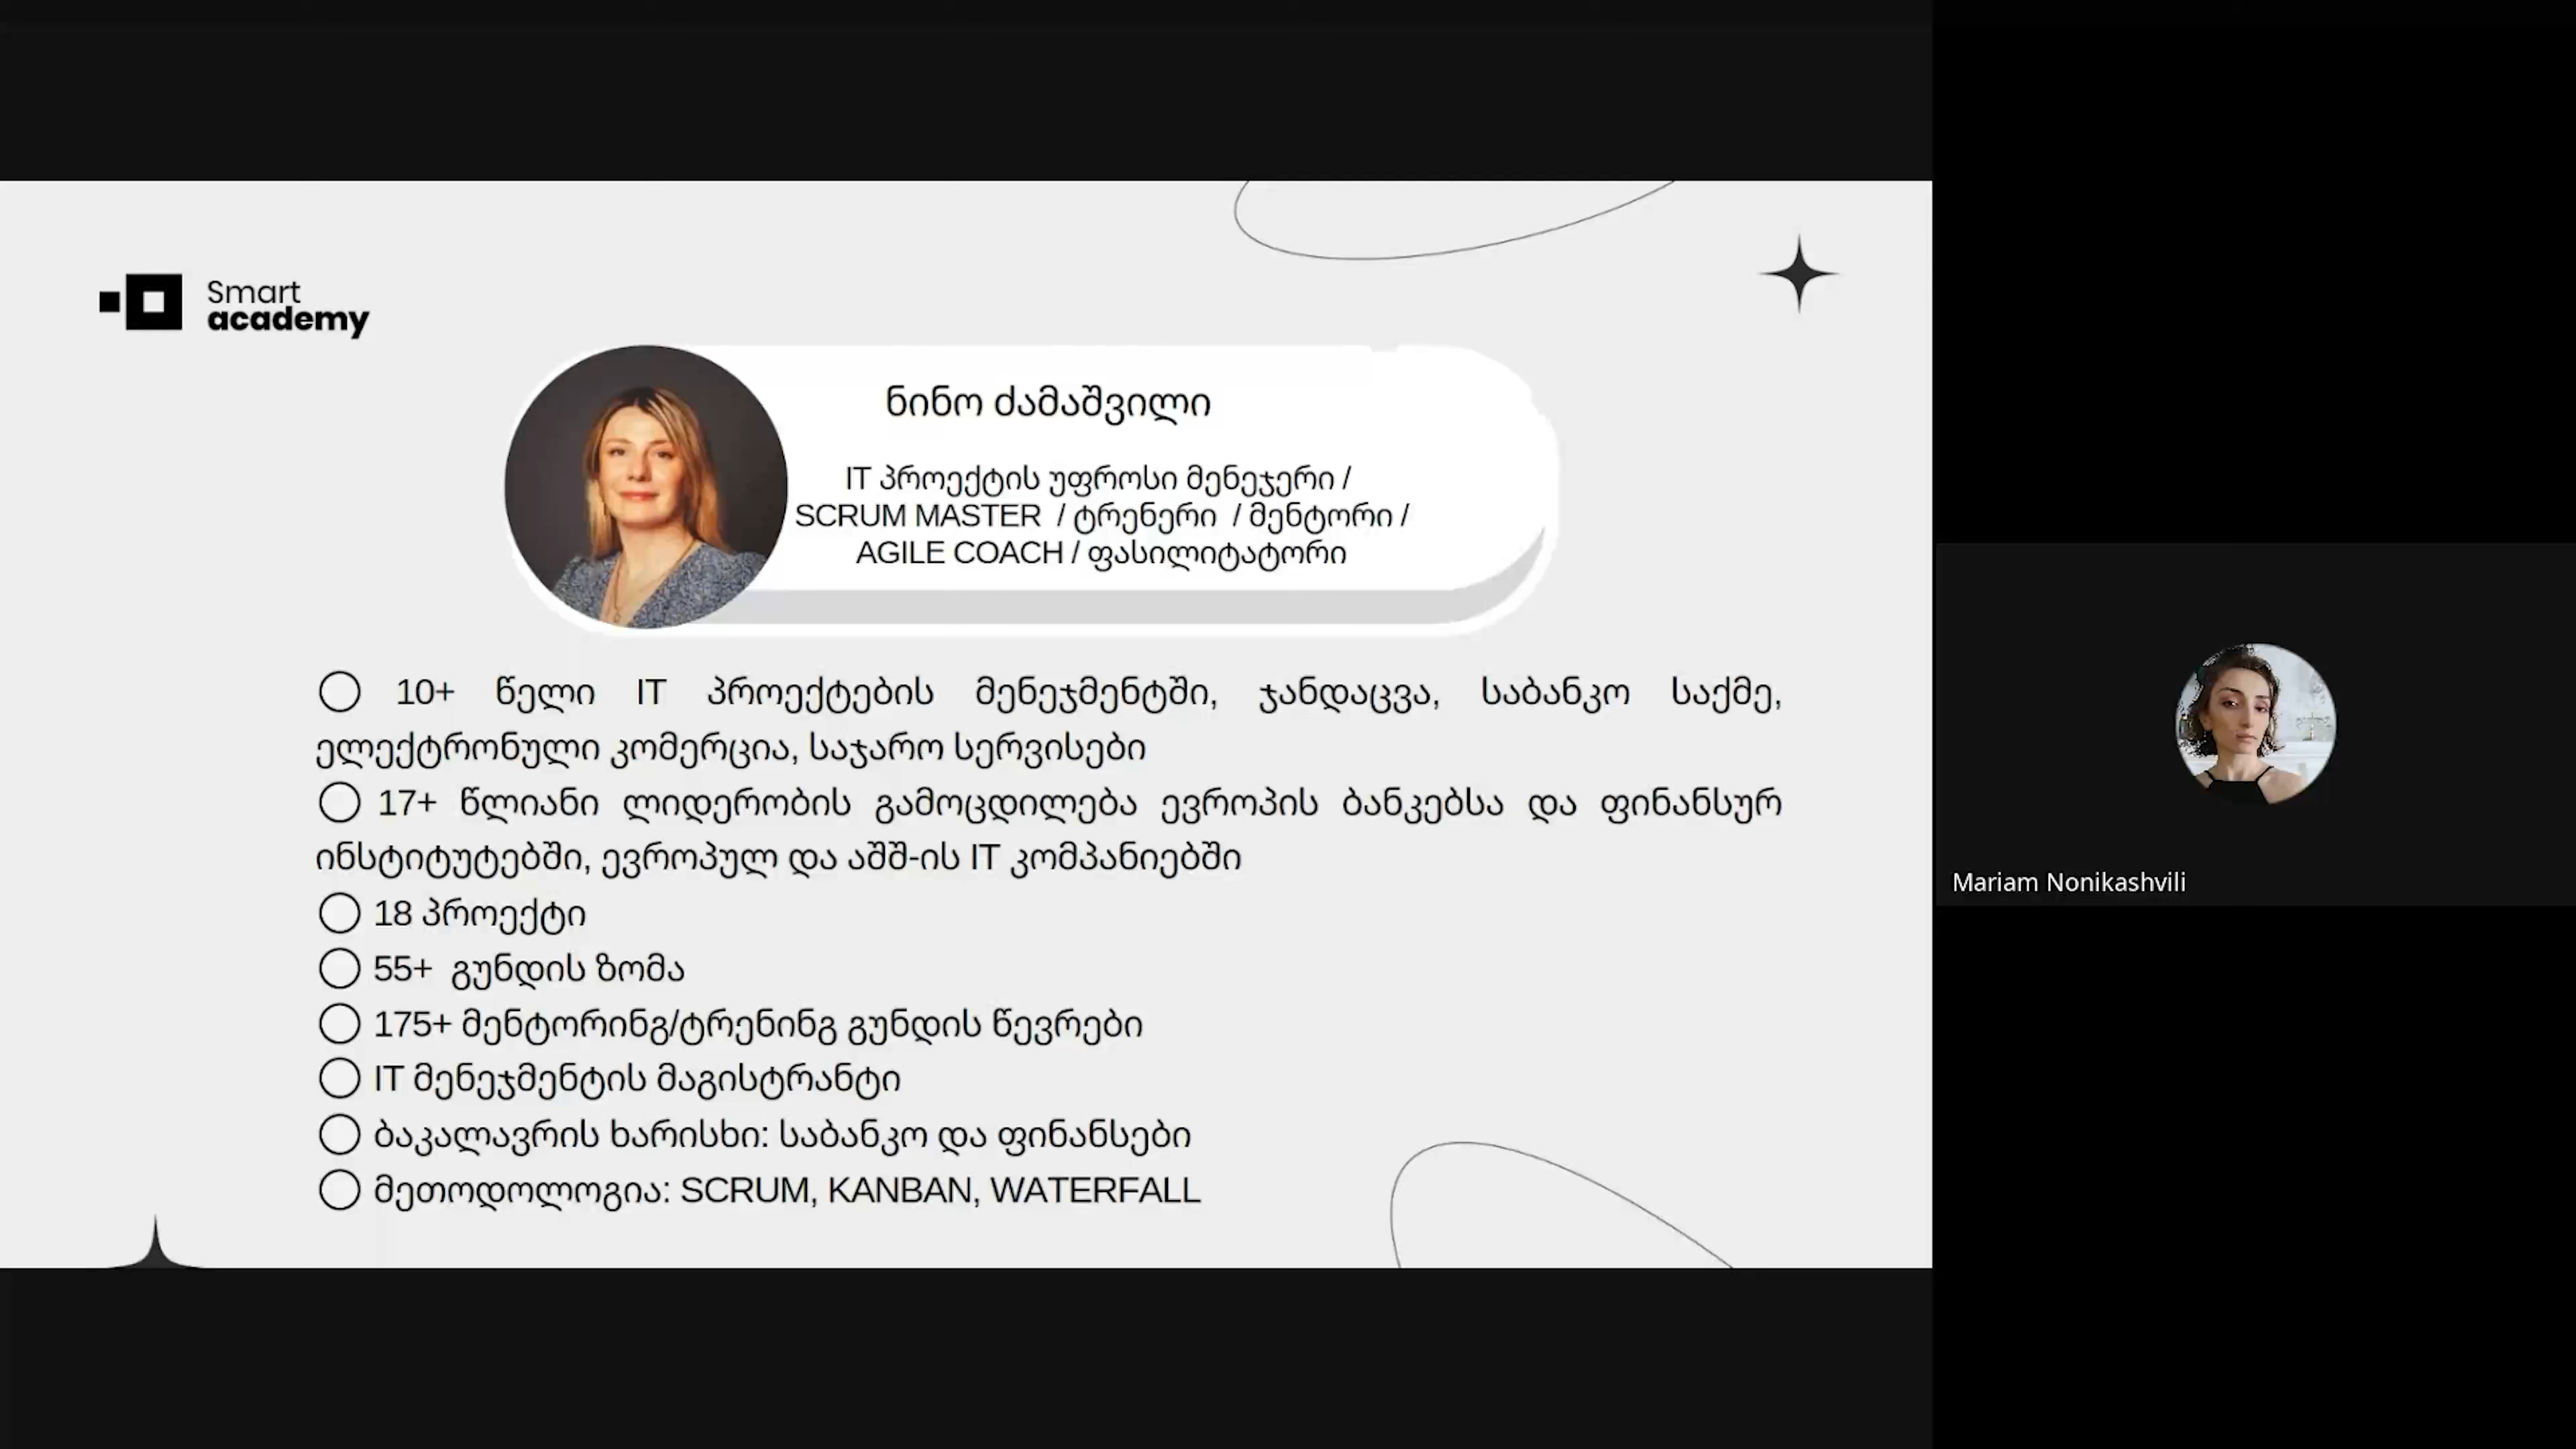 Smart
academy
ნინო ძამაშვილი
IT პროექტის უფროსი მენეჯერი /
SCRUM MASTER / ტრენერი / მენტორი /
AGILE COACH / ფასილიტატორი
10+ წელი IT პროექტების მენეჯმენტში, ჯანდაცვა, საბანკო საქმე,
ელექტრონული კომერცია, საჯარო სერვისები
17+ წლიანი ლიდერობის გამოცდილება ევროპის ბანკებსა და ფინანსურ
ინსტიტუტებში, ევროპულ და აშშ-ის IT კომპანიებში
18 პროექტი
55+ გუნდის ზომა
175+ მენტორინგ/ტრენინგ გუნდის წევრები
IT მენეჯმენტის მაგისტრანტი
ბაკალავრის ხარისხი: საბანკო და ფინანსები
მეთოდოლოგია: SCRUM, KANBAN, WATERFALL
Mariam Nonikashvili